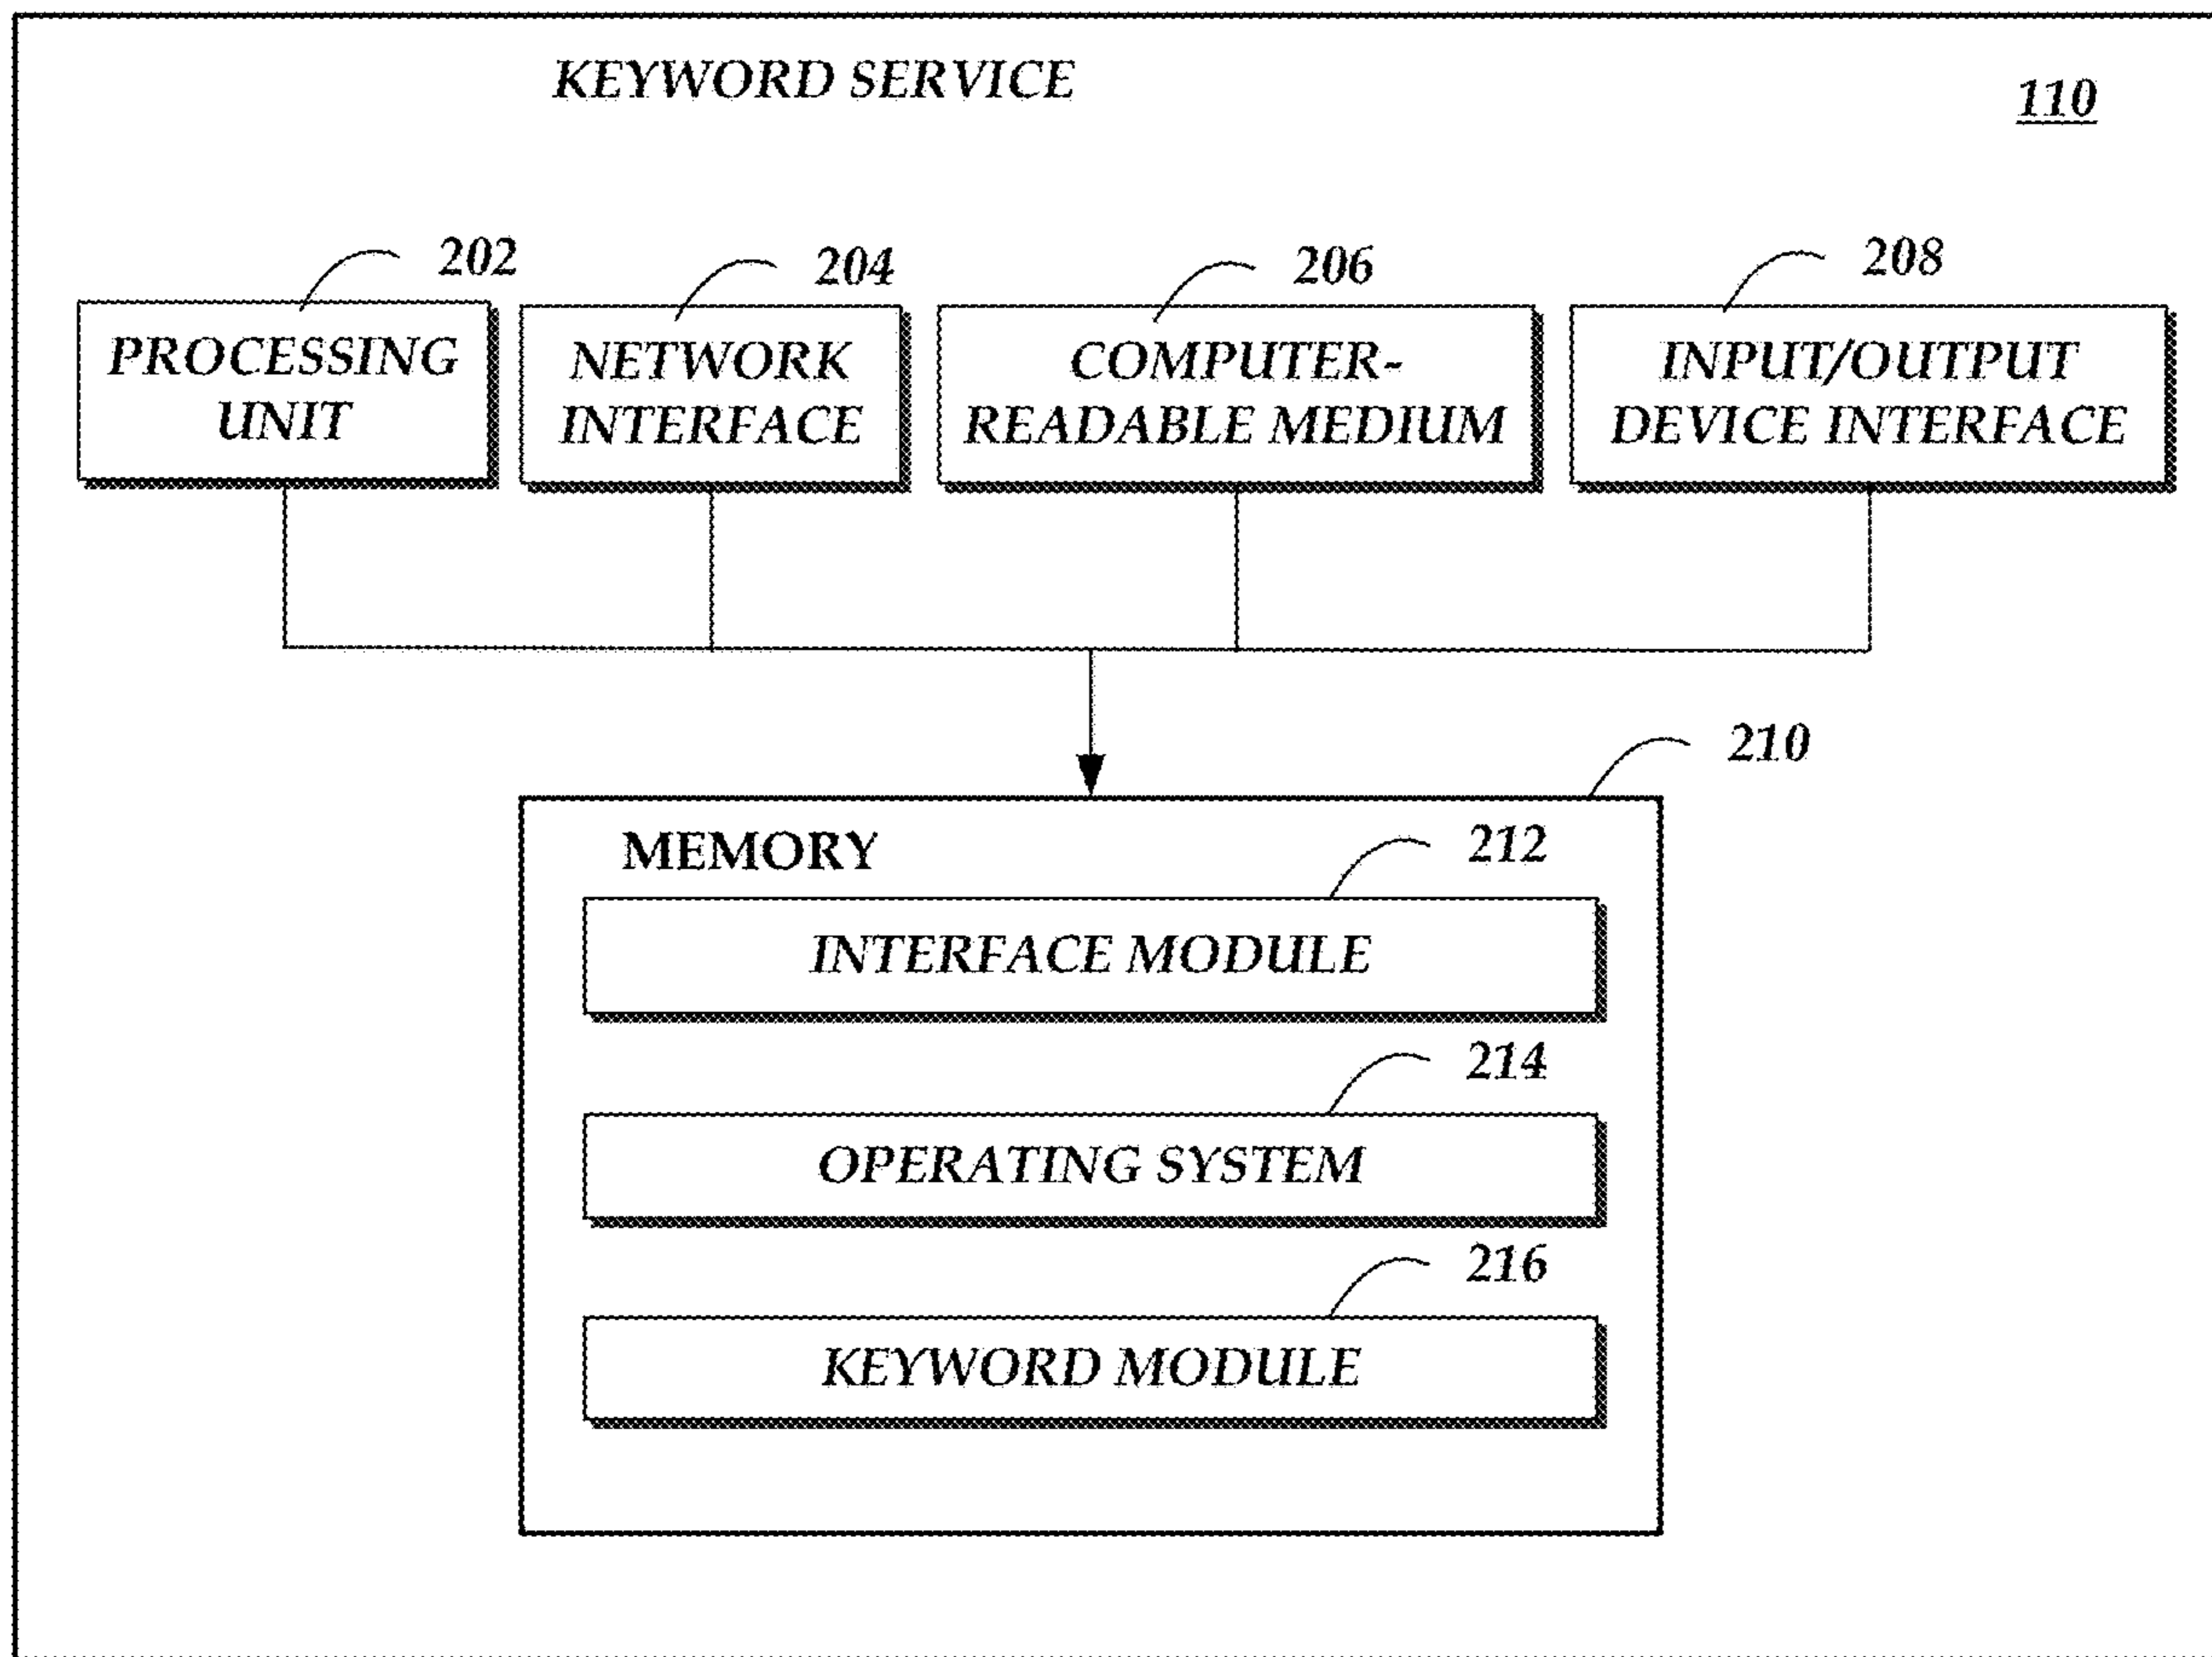 KEYWORD SERVICE
110
202
204
206
208
PROCESSING
UNIT
NETWORK
INTERFACE
COMPUTER-
READABLE MEDIUM
INPUT/OUTPUT
DEVICE INTERFACE
210
MEMORY
212
INTERFACE MODULE
214
OPERATING SYSTEM
216
KEYWORD MODULE